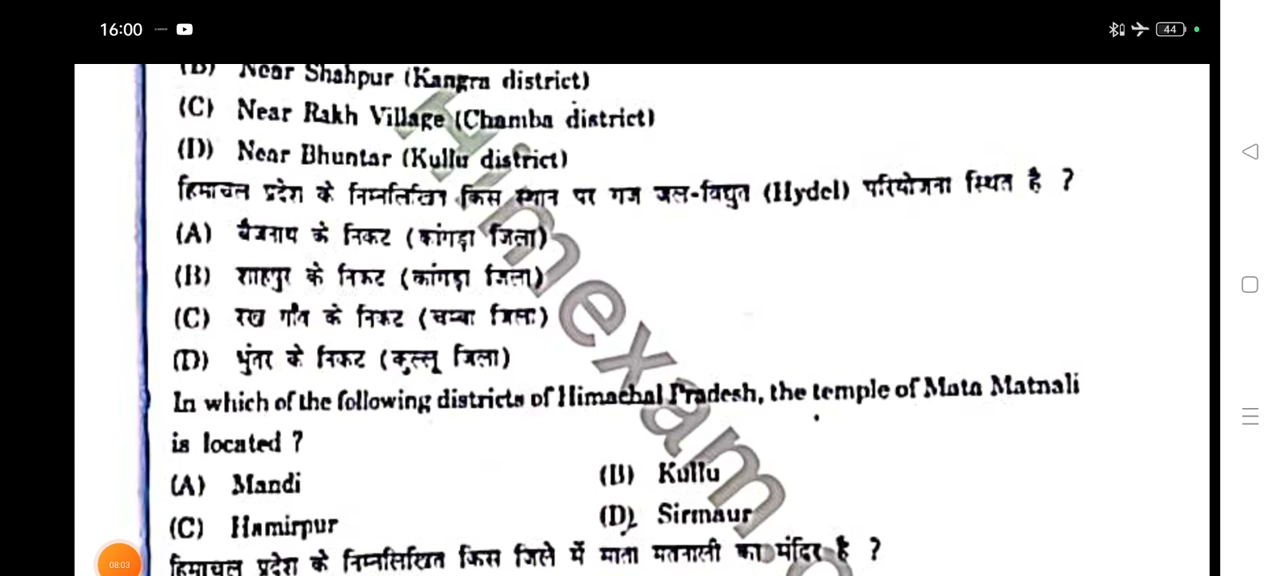 16:00
44
(B) Near Shahpur (Kangra district)
(C) Near Rakh Village (Chamba district)
(D) Near Bhuntar (Kullu district)
हिमाचल प्रदेश के निम्नलिखित किस स्थान पर गज जल-विद्युत (Hydel) परियोजना स्थित है ?
(A) बैजनाथ के निकट (कांगड़ा जिला)
(B) शाहपुर के निकट (कांगड़ा जिला)
(C) रख गाँव के निकट (चम्बा जिला)
(D) भुंतर के निकट (कुल्लू जिला)
In which of the following districts of Himachal Pradesh, the temple of Mata Matnali
is located ?
(A) Mandi (B) Kullu
(C) Hamirpur (D) Sirmaur
हिमाचल प्रदेश के निम्नलिखित किस जिले में माता मतनाली का मंदिर है ?
Himexam
08:03